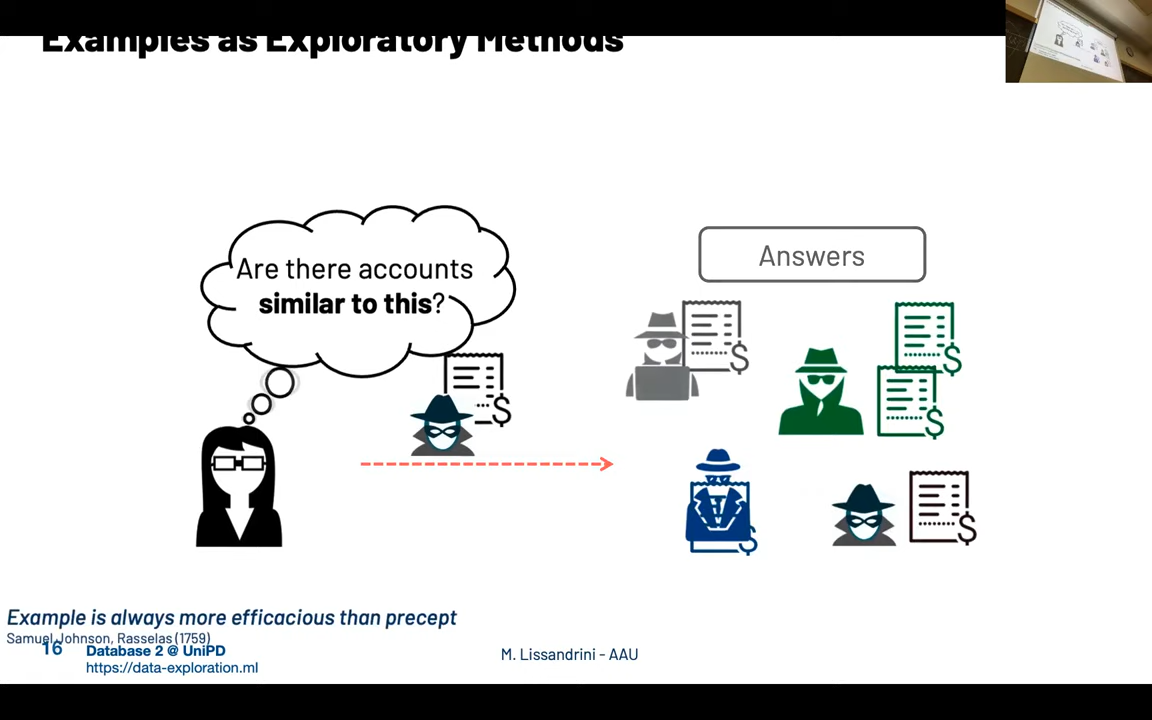 Examples as Exploratory Methods
Are there accounts
similar to this?
Answers
$
$
$
$
$
$
Example is always more efficacious than precept
Samuel Johnson, Rasselas (1759)
16
Database 2 @ UniPD
https://data-exploration.ml
M. Lissandrini - AAU